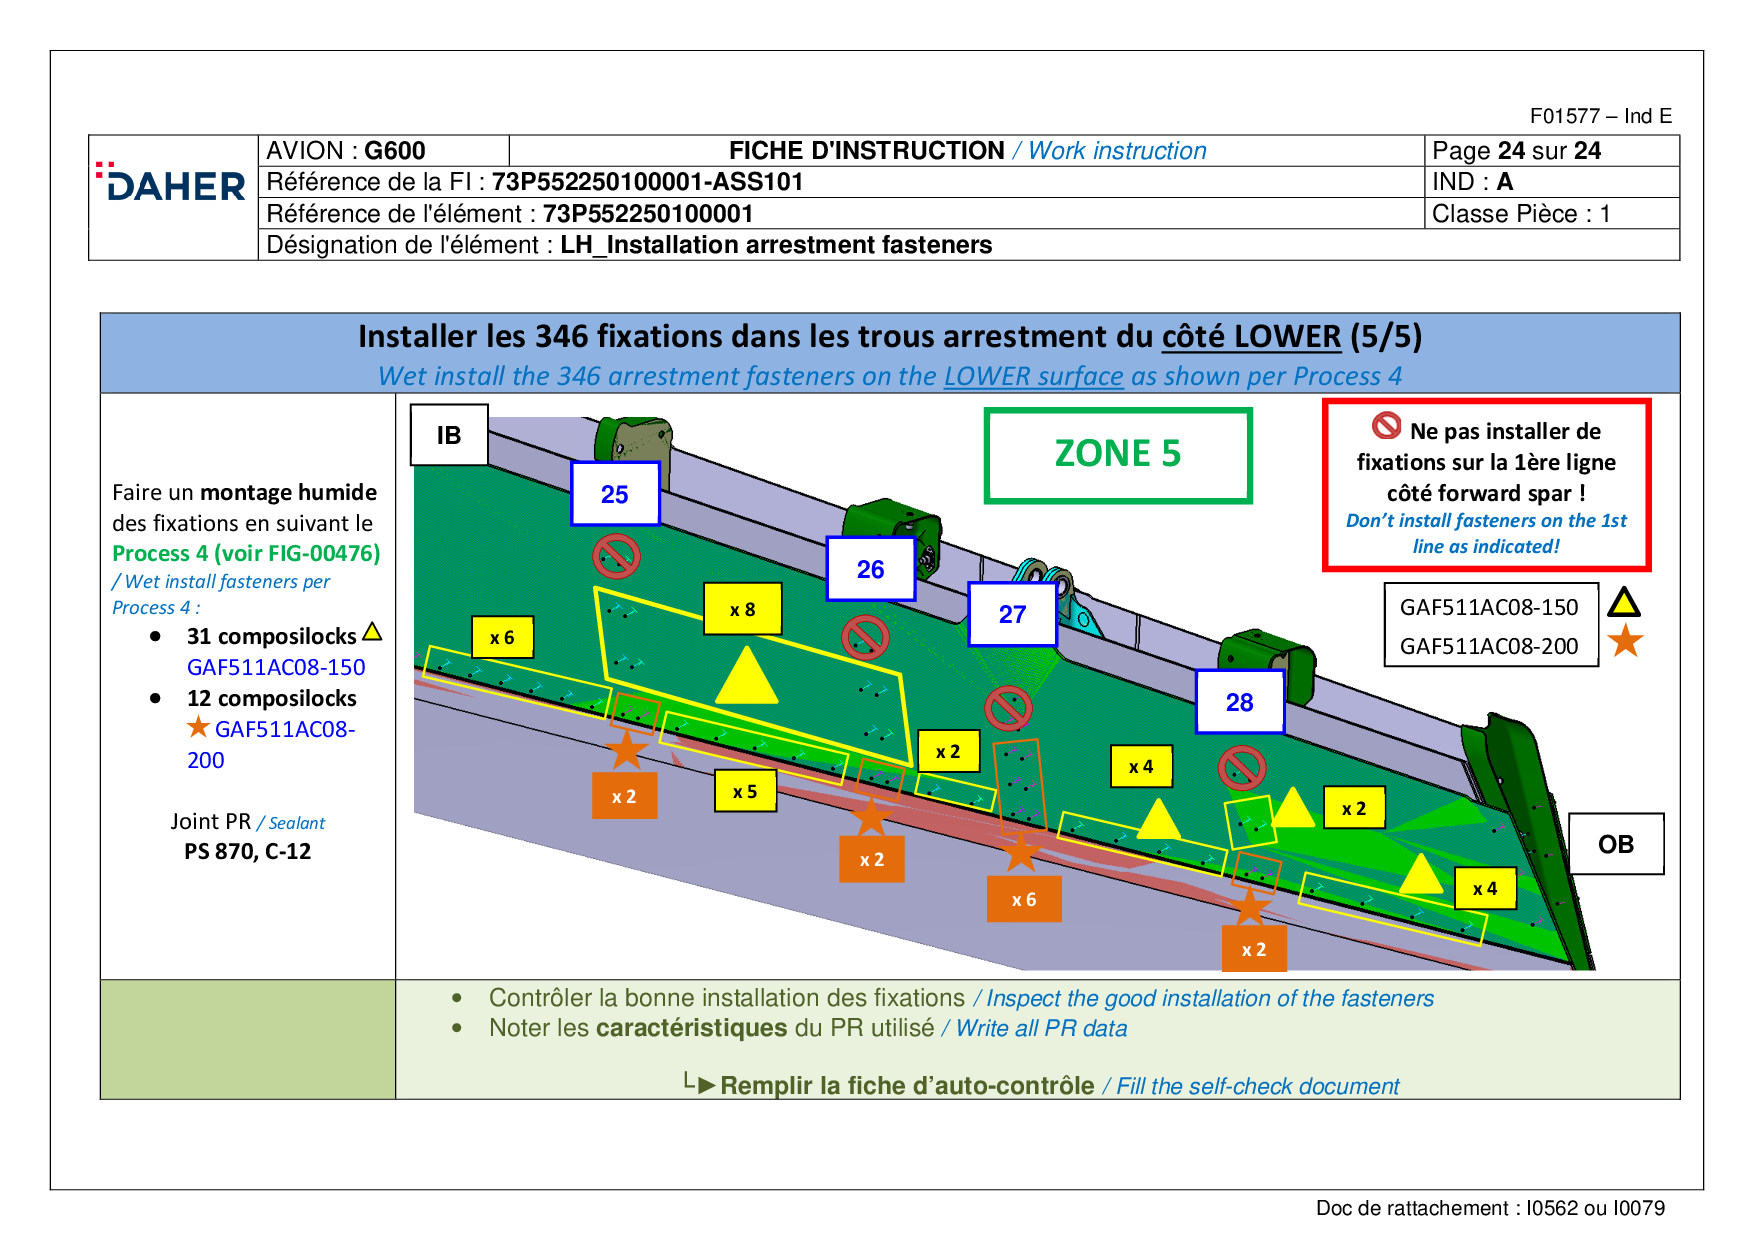 F01577 – Ind E
DAHER
AVION : G600
FICHE D'INSTRUCTION / Work instruction
Page 24 sur 24
Référence de la FI : 73P552250100001-ASS101
IND : A
Référence de l'élément : 73P552250100001
Classe Pièce : 1
Désignation de l'élément : LH_Installation arrestment fasteners
Installer les 346 fixations dans les trous arrestment du côté LOWER (5/5)
Wet install the 346 arrestment fasteners on the LOWER surface as shown per Process 4
Faire un montage humide
des fixations en suivant le
Process 4 (voir FIG-00476)
/ Wet install fasteners per
Process 4 :
• 31 composilocks
GAF511AC08-150
• 12 composilocks
GAF511AC08-
200
Joint PR / Sealant
PS 870, C-12
IB
ZONE 5
Ne pas installer de
fixations sur la 1ère ligne
côté forward spar !
Don't install fasteners on the 1st
line as indicated!
GAF511AC08-150
GAF511AC08-200
25
26
27
28
x 6
x 8
x 2
x 5
x 2
x 2
x 4
x 6
x 2
x 4
x 2
OB
• Contrôler la bonne installation des fixations / Inspect the good installation of the fasteners
• Noter les caractéristiques du PR utilisé / Write all PR data
└►Remplir la fiche d'auto-contrôle / Fill the self-check document
Doc de rattachement : I0562 ou I0079